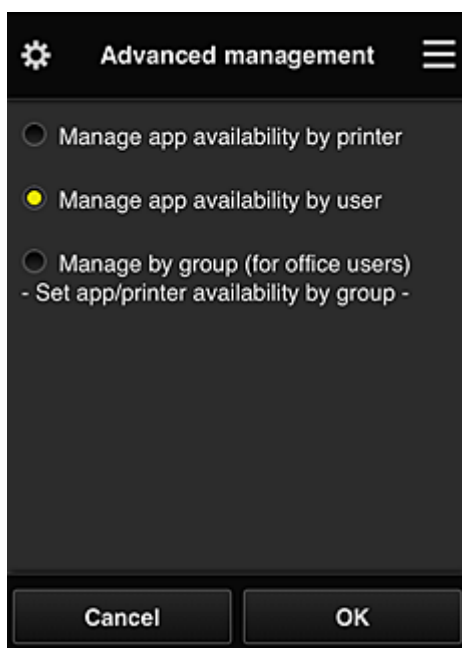 Advanced management
Manage app availability by printer
Manage app availability by user
Manage by group (for office users)
- Set app/printer availability by group -
Cancel
OK